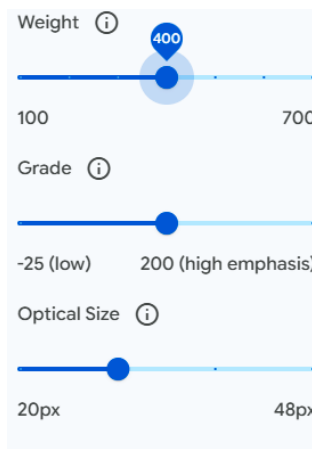 Weight
400
100 700
Grade
-25 (low) 200 (high emphasis)
Optical Size
20px 48px